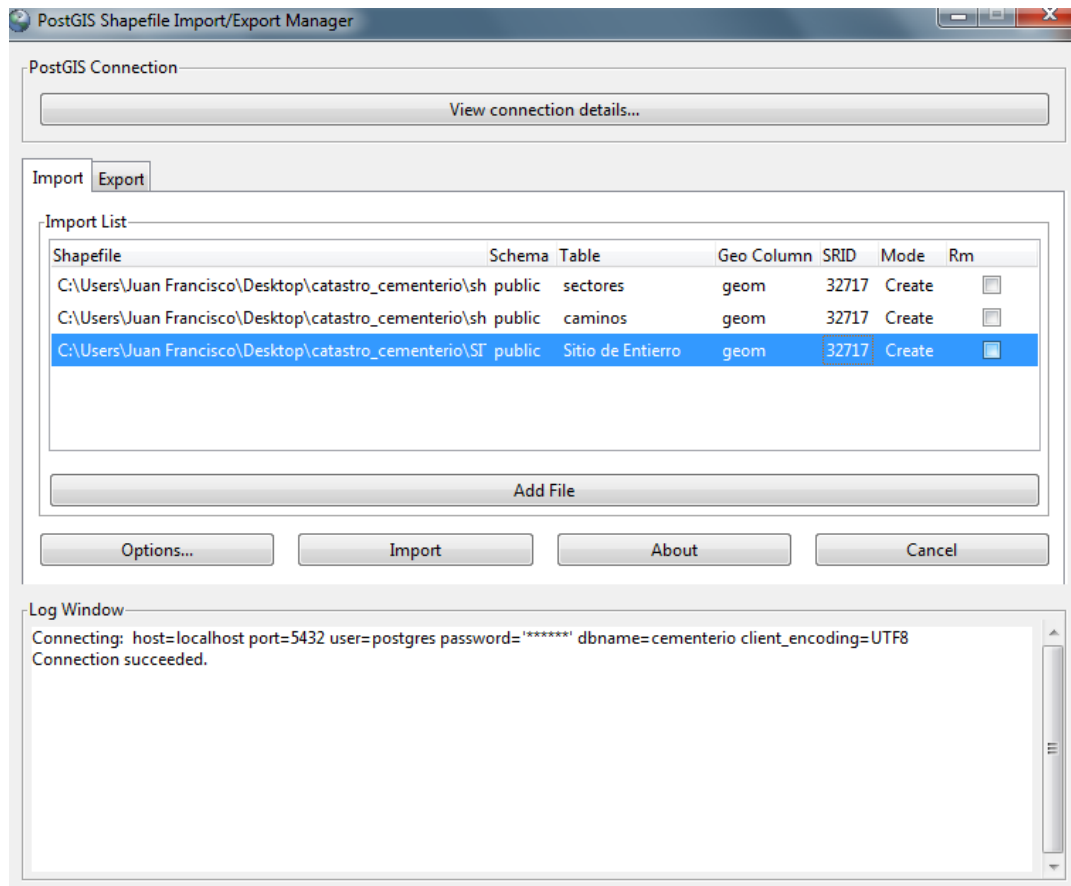 PostGIS Shapefile Import/Export Manager
PostGIS Connection
View connection details...
Import Export
Import List
Shapefile Schema Table Geo Column SRID Mode Rm
C:\Users\Juan Francisco\Desktop\catastro_cementerio\sh public sectores geom 32717 Create
C:\Users\Juan Francisco\Desktop\catastro_cementerio\sh public caminos geom 32717 Create
C:\Users\Juan Francisco\Desktop\catastro_cementerio\SI public Sitio de Entierro geom 32717 Create
Add File
Options... Import About Cancel
Log Window
Connecting: host=localhost port=5432 user=postgres password='******' dbname=cementerio client_encoding=UTF8
Connection succeeded.